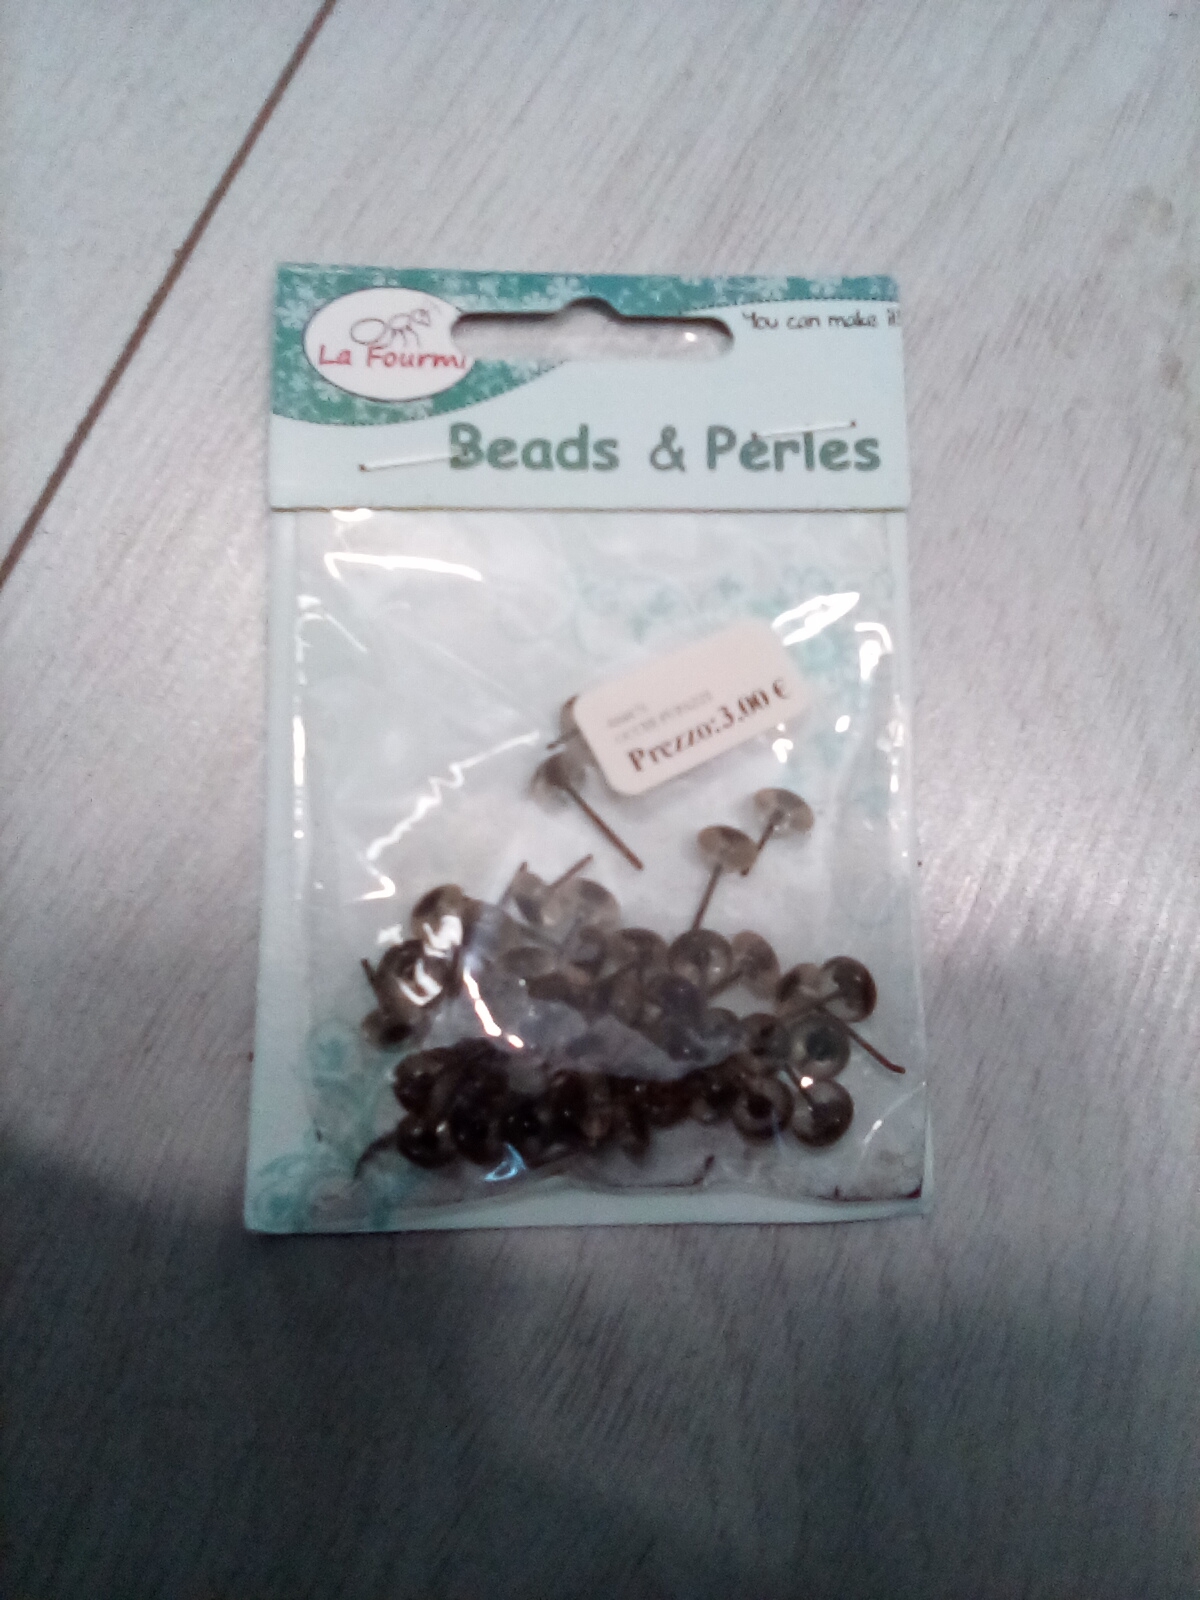 La Fourmi
You can make it!
Beads & Perles
Prezzo:3,00 €